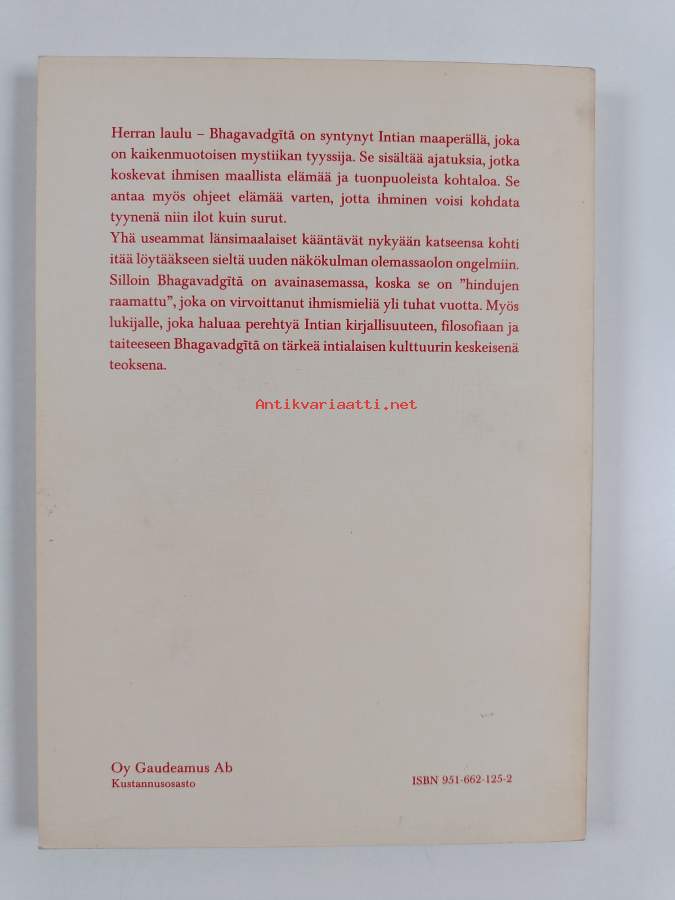 Herran laulu – Bhagavadgītā on syntynyt Intian maaperällä, joka
on kaikenmuotoisen mystiikan tyyssija. Se sisältää ajatuksia, jotka
koskevat ihmisen maallista elämää ja tuonpuoleista kohtaloa. Se
antaa myös ohjeet elämää varten, jotta ihminen voisi kohdata
tyynenä niin ilot kuin surut.
Yhä useammat länsimaalaiset kääntävät nykyään katseensa kohti
itää löytääkseen sieltä uuden näkökulman olemassaolon ongelmiin.
Silloin Bhagavadgītā on avainasemassa, koska se on ”hindujen
raamattu”, joka on virvoittanut ihmismieliä yli tuhat vuotta. Myös
lukijalle, joka haluaa perehtyä Intian kirjallisuuteen, filosofiaan ja
taiteeseen Bhagavadgītā on tärkeä intialaisen kulttuurin keskeisenä
teoksena.
Antikvariaatti.net
Oy Gaudeamus Ab
Kustannusosasto
ISBN 951-662-125-2